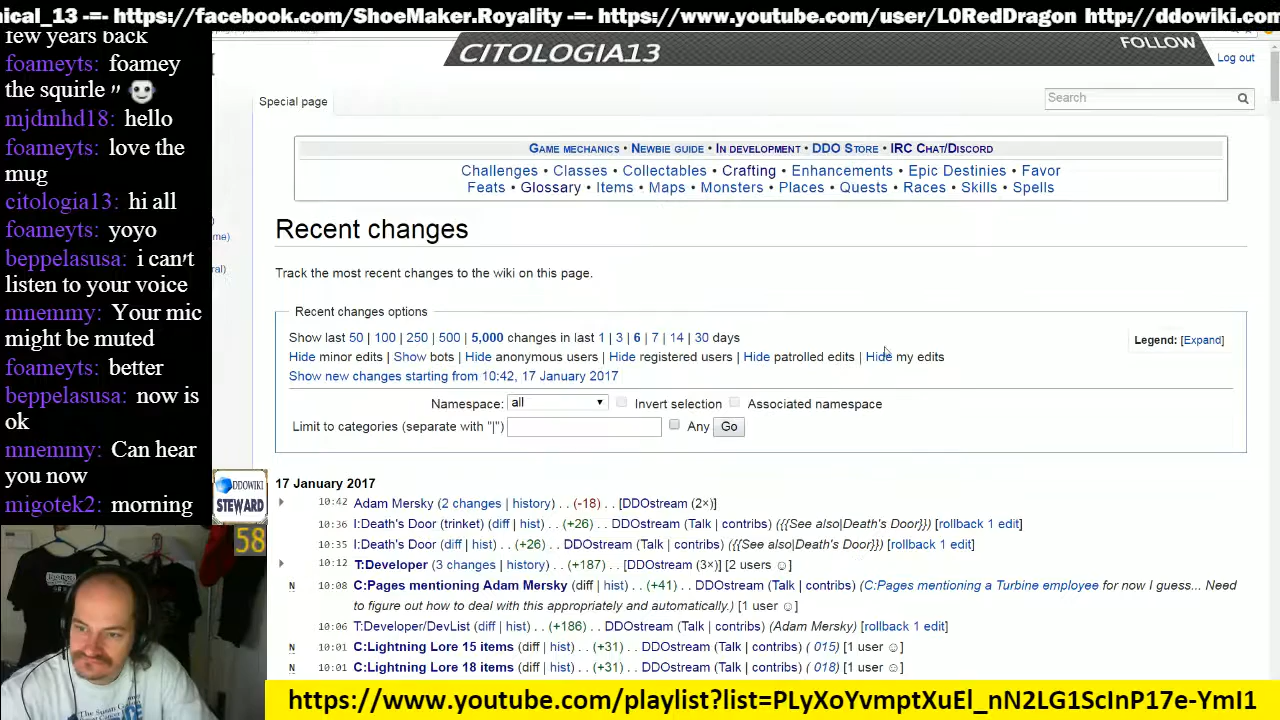 nical_13 -=- https://facebook.com/ShoeMaker.Royality -=- https://www.youtube.com/user/L0RedDragon http://ddowiki.com
few years back
foameyts: foamey
the squirle "
mjdmhd18: hello
foameyts: love the
mug
citologia13: hi all
foameyts: yoyo
beppelasusa: i can't
listen to your voice
mnemmy: Your mic
might be muted
foameyts: better
beppelasusa: now is
ok
mnemmy: Can hear
you now
migotek2: morning
CITOLOGIA13
FOLLOW
Log out
Special page
Search
GAME MECHANICS • NEWBIE GUIDE • IN DEVELOPMENT • DDO STORE • IRC CHAT/DISCORD
Challenges • Classes • Collectables • Crafting • Enhancements • Epic Destinies • Favor
Feats • Glossary • Items • Maps • Monsters • Places • Quests • Races • Skills • Spells
Recent changes
Track the most recent changes to the wiki on this page.
Recent changes options
Show last 50 | 100 | 250 | 500 | 5,000 changes in last 1 | 3 | 6 | 7 | 14 | 30 days
Hide minor edits | Show bots | Hide anonymous users | Hide registered users | Hide patrolled edits | Hide my edits
Show new changes starting from 10:42, 17 January 2017
Legend: [Expand]
Namespace: all Invert selection Associated namespace
Limit to categories (separate with "|") Any Go
17 January 2017
10:42 Adam Mersky (2 changes | history) . . (-18) . . [DDOstream (2×)]
10:36 I:Death's Door (trinket) (diff | hist) . . (+26) . . DDOstream (Talk | contribs) ({{See also|Death's Door}}) [rollback 1 edit]
10:35 I:Death's Door (diff | hist) . . (+26) . . DDOstream (Talk | contribs) ({{See also|Death's Door}}) [rollback 1 edit]
10:12 T:Developer (3 changes | history) . . (+187) . . [DDOstream (3×)] [2 users ☺]
N 10:08 C:Pages mentioning Adam Mersky (diff | hist) . . (+41) . . DDOstream (Talk | contribs) (C:Pages mentioning a Turbine employee for now I guess... Need
to figure out how to deal with this appropriately and automatically.) [1 user ☺]
10:06 T:Developer/DevList (diff | hist) . . (+186) . . DDOstream (Talk | contribs) (Adam Mersky) [rollback 1 edit]
N 10:01 C:Lightning Lore 15 items (diff | hist) . . (+31) . . DDOstream (Talk | contribs) ( 015) [1 user ☺]
N 10:01 C:Lightning Lore 18 items (diff | hist) . . (+31) . . DDOstream (Talk | contribs) ( 018) [1 user ☺]
DDOWIKI
STEWARD
58
https://www.youtube.com/playlist?list=PLyXoYvmptXuEl_nN2LG1ScInP17e-YmI1